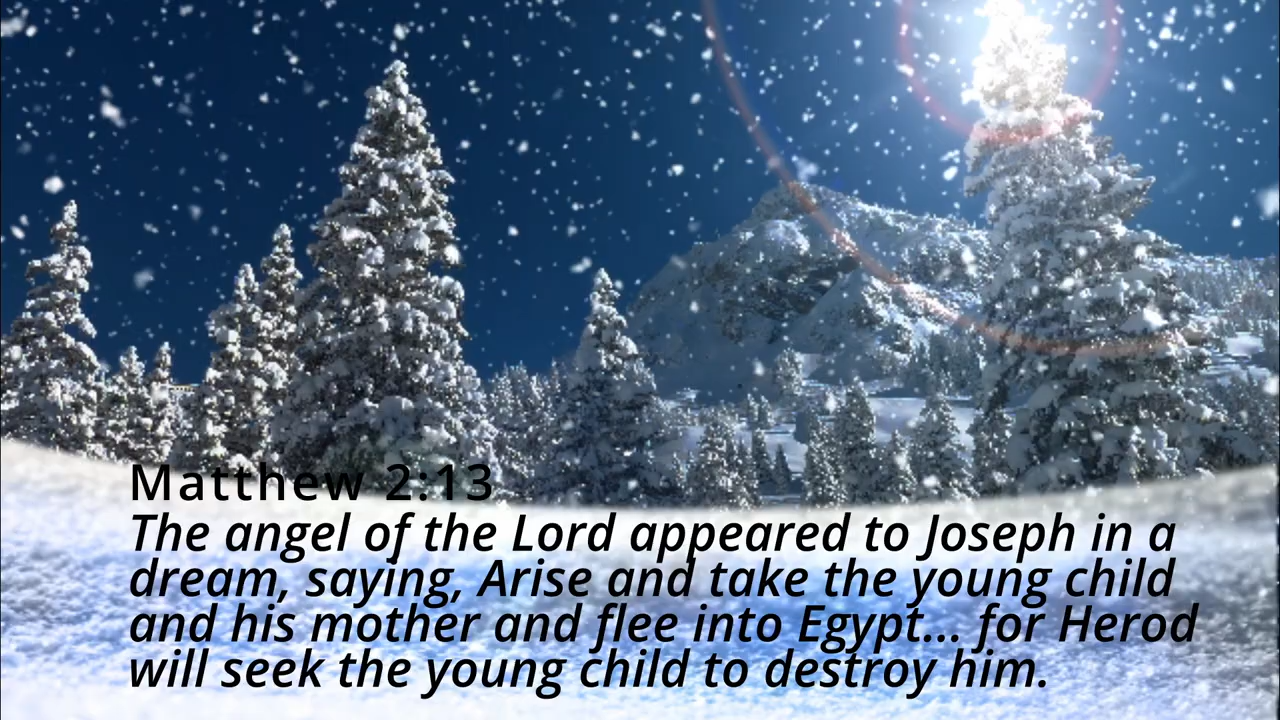 Matthew 2:13
The angel of the Lord appeared to Joseph in a
dream, saying, Arise and take the young child
and his mother and flee into Egypt... for Herod
will seek the young child to destroy him.